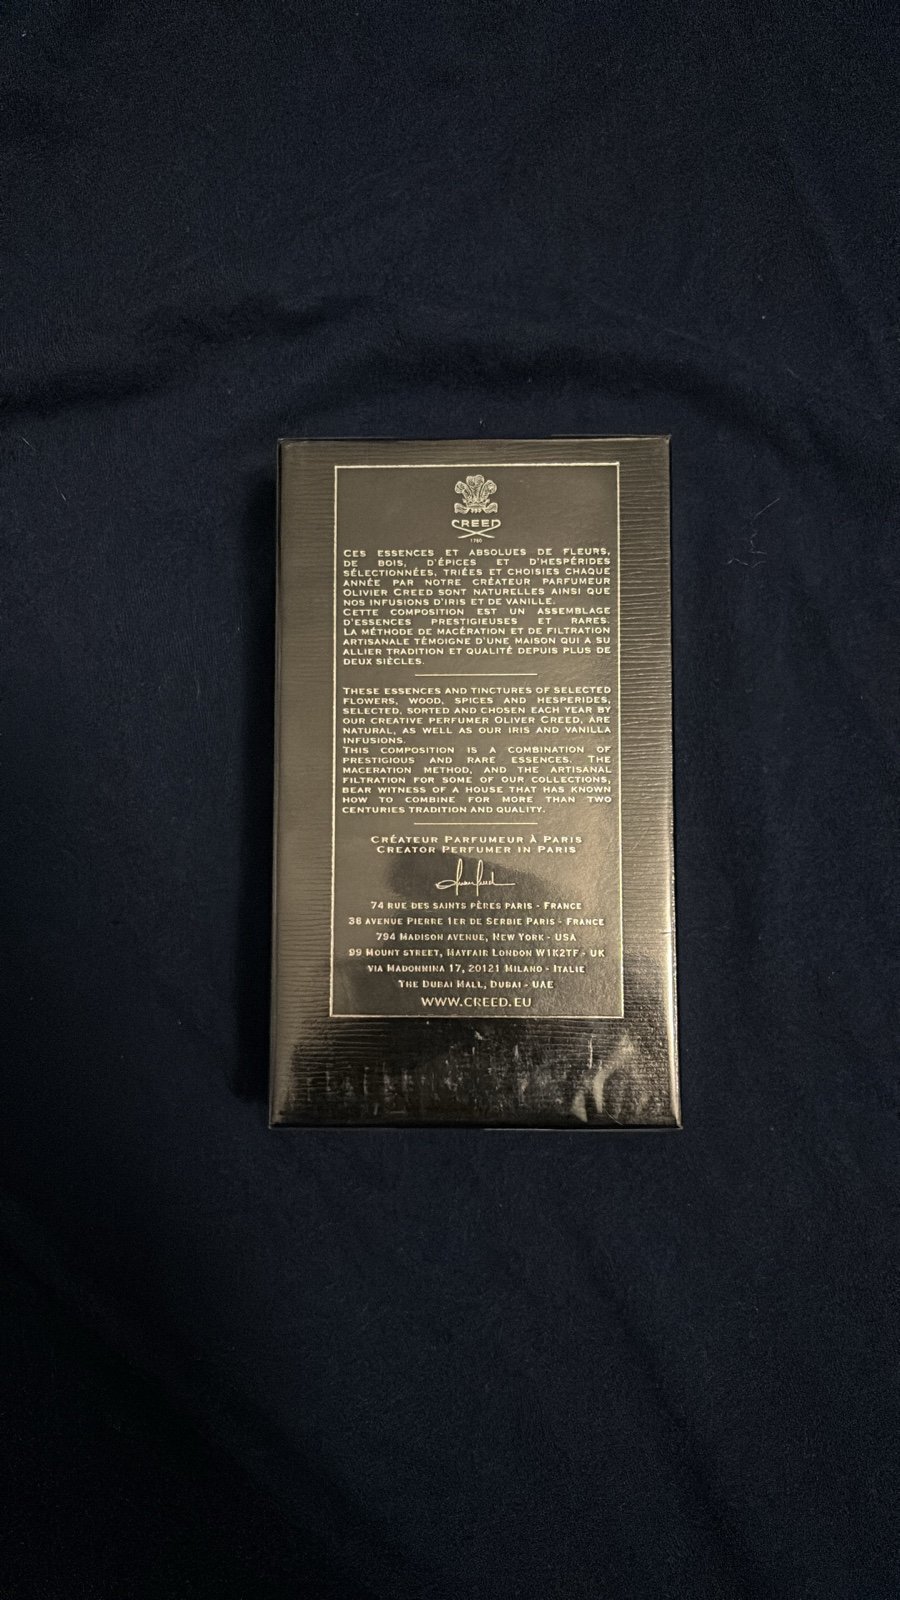 CREED
1760
CES ESSENCES ET ABSOLUES DE FLEURS,
DE BOIS, D'ÉPICES ET D'HESPÉRIDES
SÉLECTIONNÉES, TRIÉES ET CHOISIES CHAQUE
ANNÉE PAR NOTRE CRÉATEUR PARFUMEUR
OLIVIER CREED SONT NATURELLES AINSI QUE
NOS INFUSIONS D'IRIS ET DE VANILLE.
CETTE COMPOSITION EST UN ASSEMBLAGE
D'ESSENCES PRESTIGIEUSES ET RARES.
LA MÉTHODE DE MACÉRATION ET DE FILTRATION
ARTISANALE TÉMOIGNE D'UNE MAISON QUI A SU
ALLIER TRADITION ET QUALITÉ DEPUIS PLUS DE
DEUX SIÈCLES.
THESE ESSENCES AND TINCTURES OF SELECTED
FLOWERS, WOOD, SPICES AND HESPERIDES,
SELECTED, SORTED AND CHOSEN EACH YEAR BY
OUR CREATIVE PERFUMER OLIVER CREED, ARE
NATURAL, AS WELL AS OUR IRIS AND VANILLA
INFUSIONS.
THIS COMPOSITION IS A COMBINATION OF
PRESTIGIOUS AND RARE ESSENCES. THE
MACERATION METHOD, AND THE ARTISANAL
FILTRATION FOR SOME OF OUR COLLECTIONS,
BEAR WITNESS OF A HOUSE THAT HAS KNOWN
HOW TO COMBINE FOR MORE THAN TWO
CENTURIES TRADITION AND QUALITY.
CRÉATEUR PARFUMEUR À PARIS
CREATOR PERFUMER IN PARIS
74 RUE DES SAINTS PÈRES PARIS - FRANCE
38 AVENUE PIERRE 1ER DE SERBIE PARIS - FRANCE
794 MADISON AVENUE, NEW YORK - USA
99 MOUNT STREET, MAYFAIR LONDON W1K2TF - UK
VIA MADONNINA 17, 20121 MILANO - ITALIE
THE DUBAI MALL, DUBAI - UAE
WWW.CREED.EU